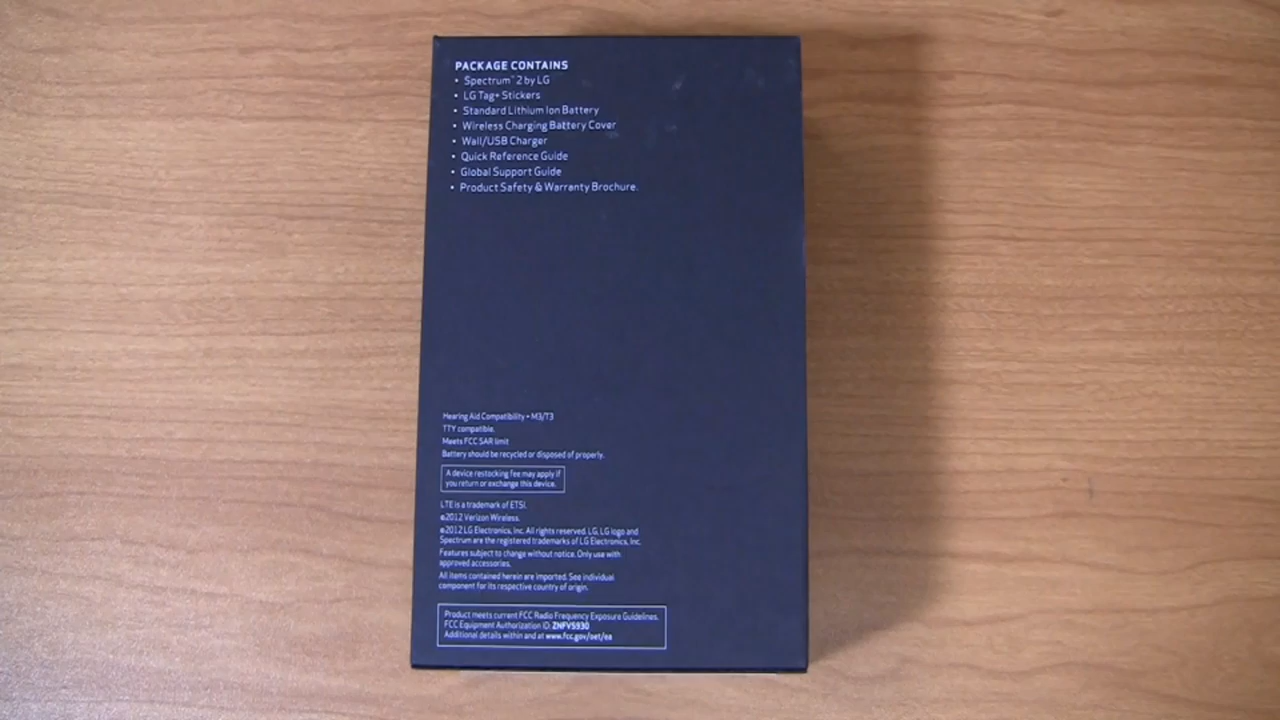 PACKAGE CONTAINS
• Spectrum™ 2 by LG
• LG Tag+ Stickers
• Standard Lithium Ion Battery
• Wireless Charging Battery Cover
• Wall/USB Charger
• Quick Reference Guide
• Global Support Guide
• Product Safety & Warranty Brochure.
Hearing Aid Compatibility = M3/T3
TTY compatible.
Meets FCC SAR limit
Battery should be recycled or disposed of properly.
A device restocking fee may apply if
you return or exchange this device.
LTE is a trademark of ETSI.
©2012 Verizon Wireless.
©2012 LG Electronics, Inc. All rights reserved. LG, LG logo and
Spectrum are the registered trademarks of LG Electronics, Inc.
Features subject to change without notice. Only use with
approved accessories.
All items contained herein are imported. See individual
component for its respective country of origin.
Product meets current FCC Radio Frequency Exposure Guidelines.
FCC Equipment Authorization ID: ZNFVS930
Additional details within and at www.fcc.gov/oet/ea